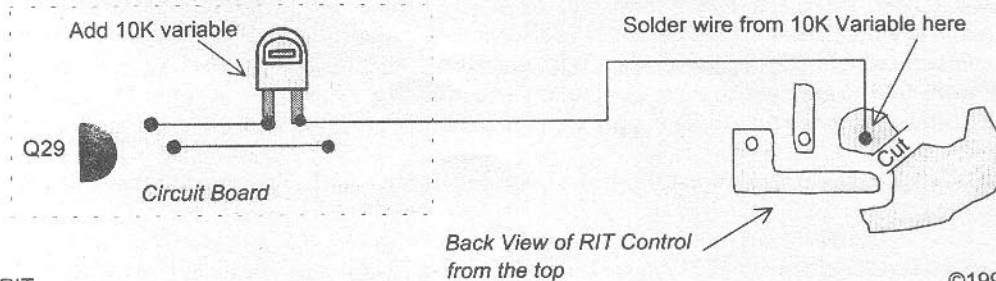 Add 10K variable
Solder wire from 10K Variable here
Q29
Cut
Circuit Board
Back View of RIT Control
from the top
©199